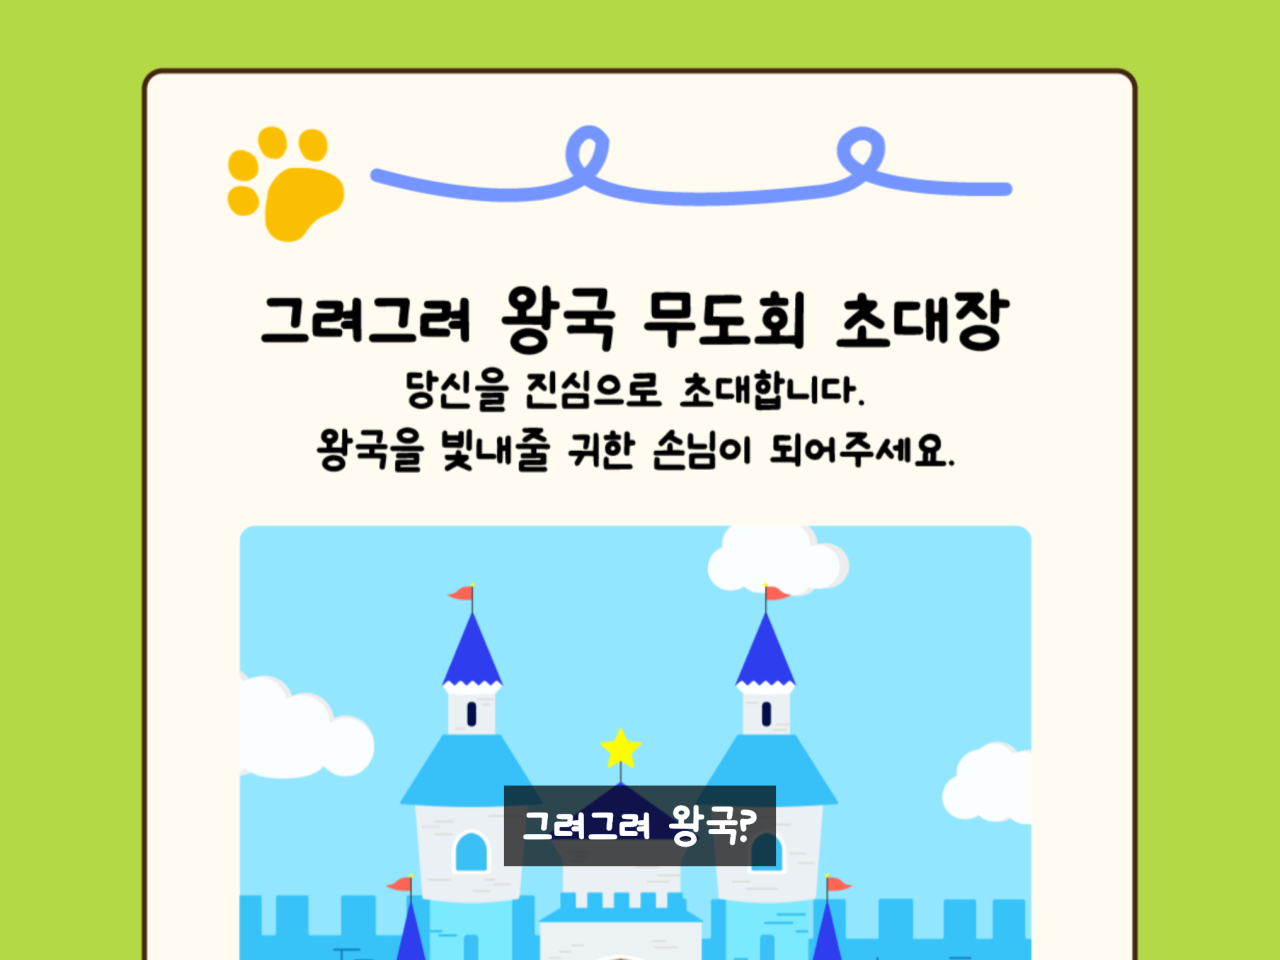 그려그려 왕국 무도회 초대장
당신을 진심으로 초대합니다.
왕국을 빛내줄 귀한 손님이 되어주세요.
그려그려 왕국?